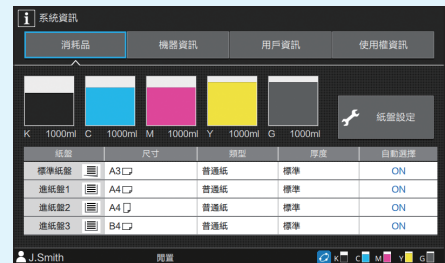 i 系統資訊
消耗品 機器資訊 用戶資訊 使用權資訊
K 1000ml C 1000ml M 1000ml Y 1000ml G 1000ml
紙盤設定
紙盤 尺寸 類型 厚度 自動選擇
標準紙盤 A3 普通紙 標準 ON
進紙盤1 A4 普通紙 標準 ON
進紙盤2 A4 普通紙 標準 ON
進紙盤3 B4 普通紙 標準 ON
J.Smith 閒置 K C M Y G